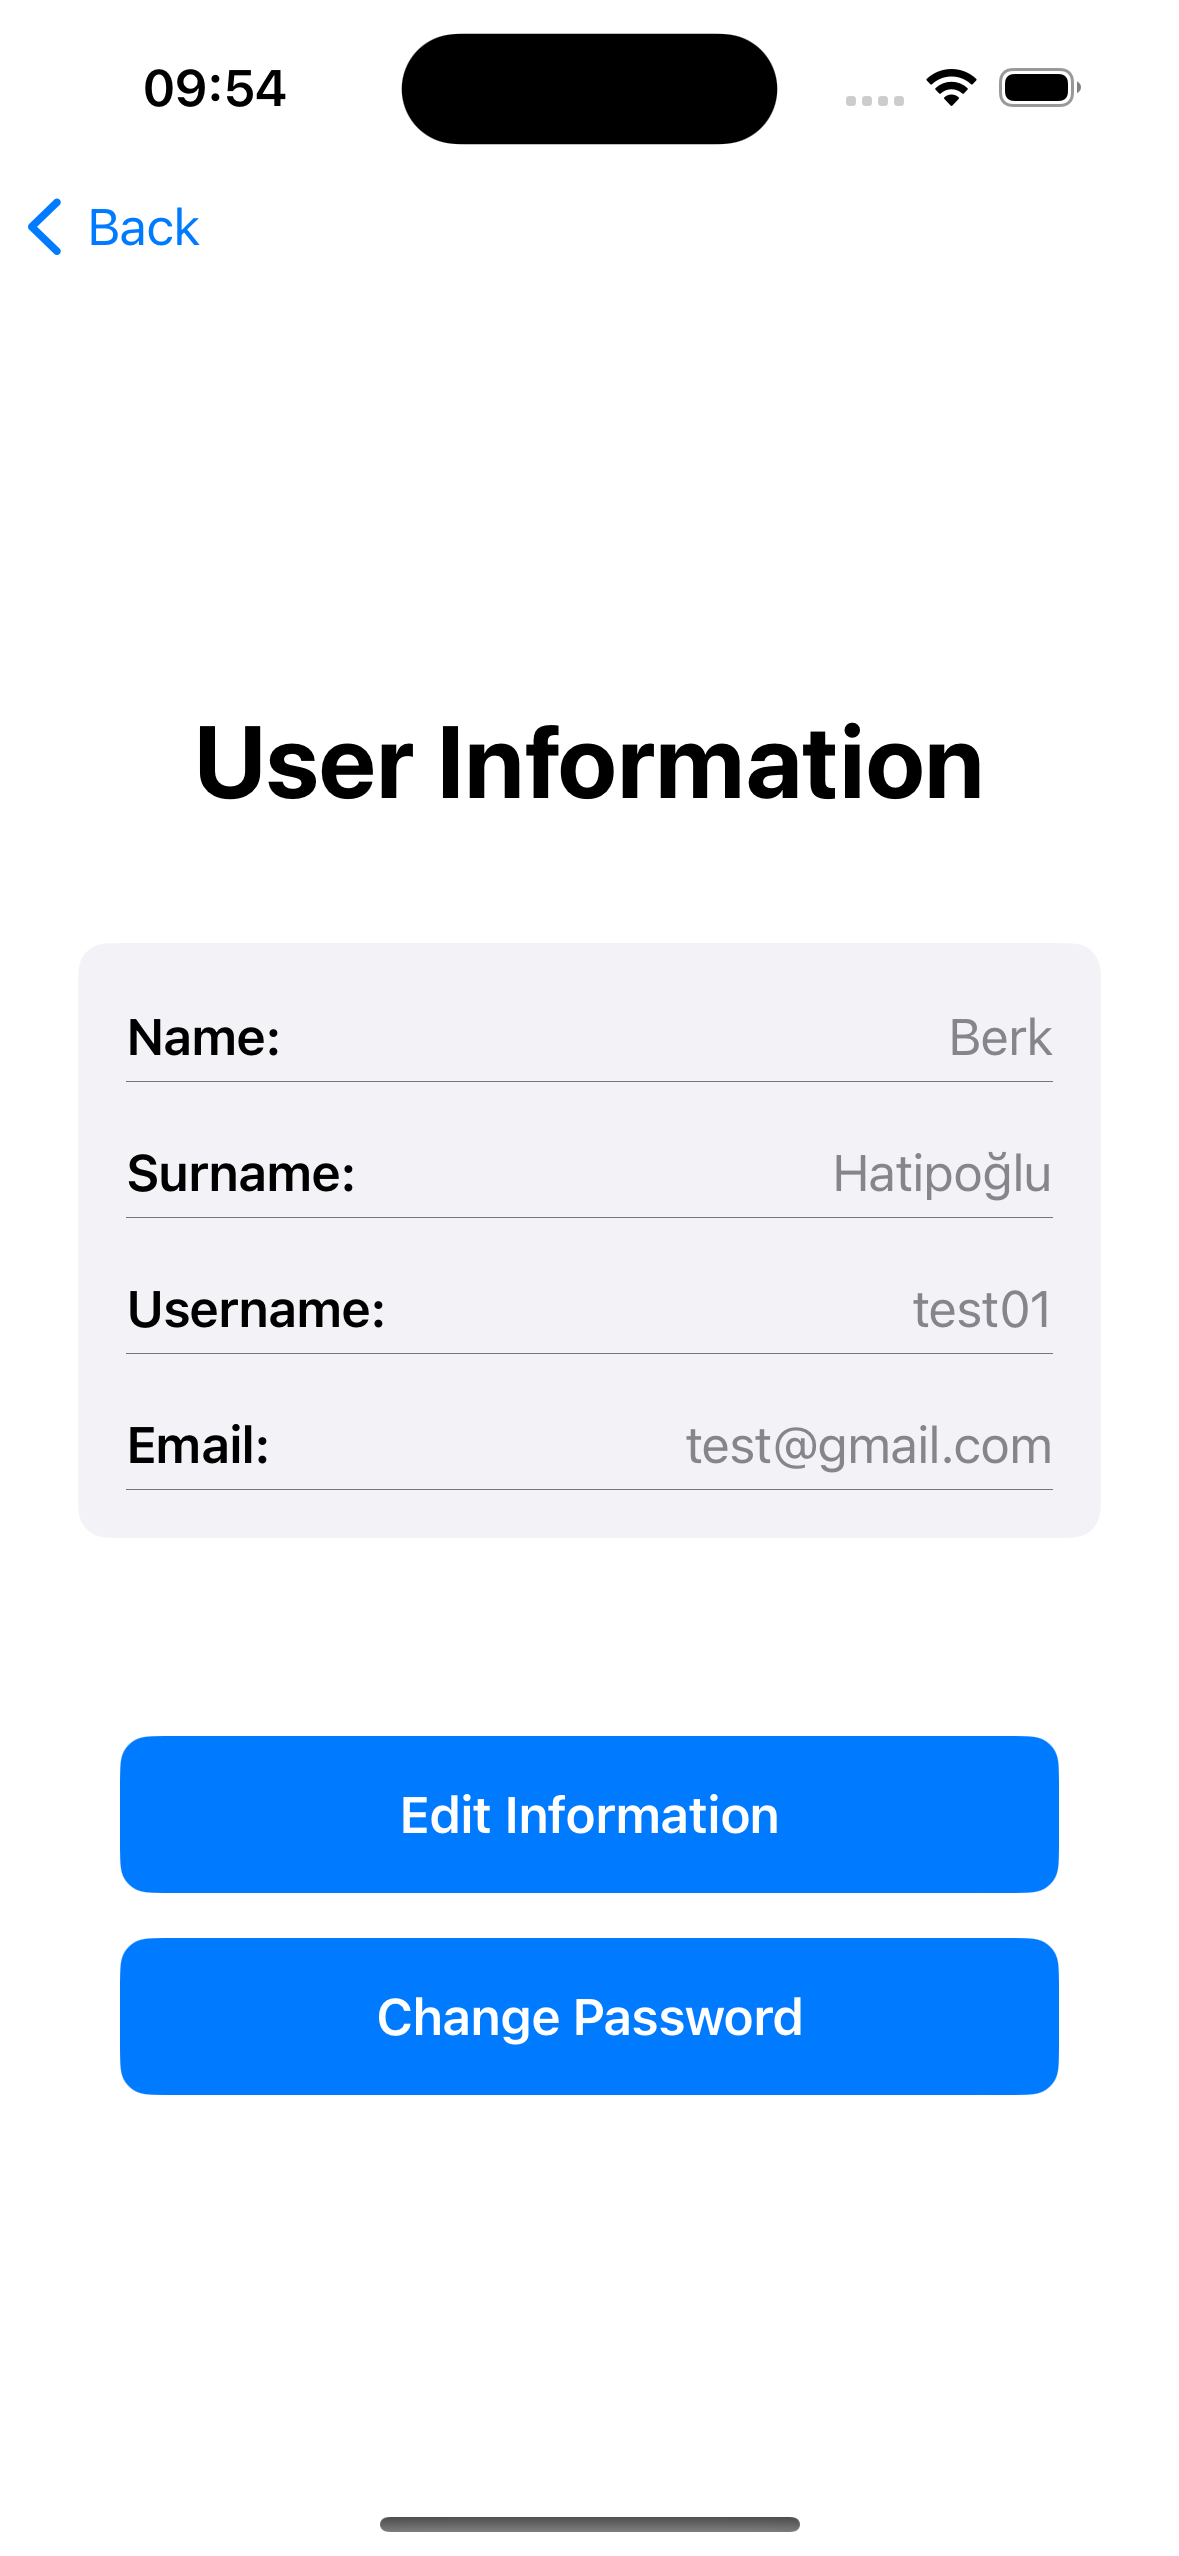 09:54
Back
User Information
Name: Berk
Surname: Hatipoğlu
Username: test01
Email: test@gmail.com
Edit Information
Change Password